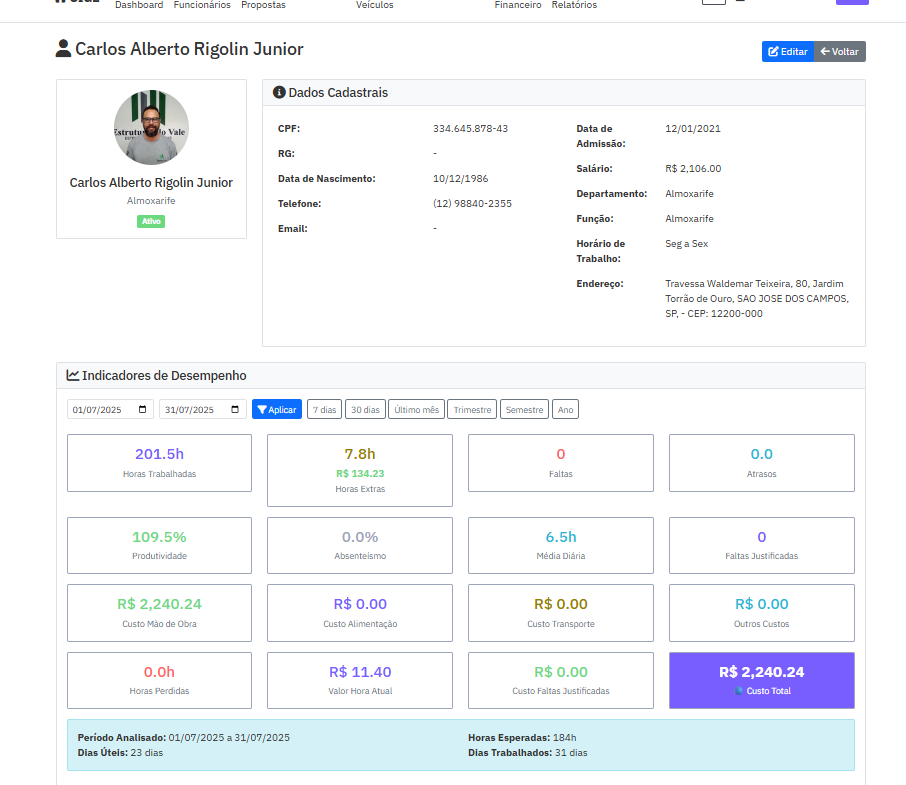 Dashboard Funcionários Propostas Veículos Financeiro Relatórios
Carlos Alberto Rigolin Junior
Editar Voltar
Estrutu o Vale
Carlos Alberto Rigolin Junior
Almoxarife
Ativo
Dados Cadastrais
CPF: 334.645.878-43
RG: -
Data de Nascimento: 10/12/1986
Telefone: (12) 98840-2355
Email: -
Data de Admissão: 12/01/2021
Salário: R$ 2,106.00
Departamento: Almoxarife
Função: Almoxarife
Horário de Trabalho: Seg a Sex
Endereço: Travessa Waldemar Teixeira, 80, Jardim
Torrão de Ouro, SAO JOSE DOS CAMPOS,
SP, - CEP: 12200-000
Indicadores de Desempenho
01/07/2025 31/07/2025 Aplicar 7 dias 30 dias Último mês Trimestre Semestre Ano
201.5h
Horas Trabalhadas
7.8h
R$ 134.23
Horas Extras
0
Faltas
0.0
Atrasos
109.5%
Produtividade
0.0%
Absenteísmo
6.5h
Média Diária
0
Faltas Justificadas
R$ 2,240.24
Custo Mão de Obra
R$ 0.00
Custo Alimentação
R$ 0.00
Custo Transporte
R$ 0.00
Outros Custos
0.0h
Horas Perdidas
R$ 11.40
Valor Hora Atual
R$ 0.00
Custo Faltas Justificadas
R$ 2,240.24
Custo Total
Período Analisado: 01/07/2025 a 31/07/2025
Dias Úteis: 23 dias
Horas Esperadas: 184h
Dias Trabalhados: 31 dias